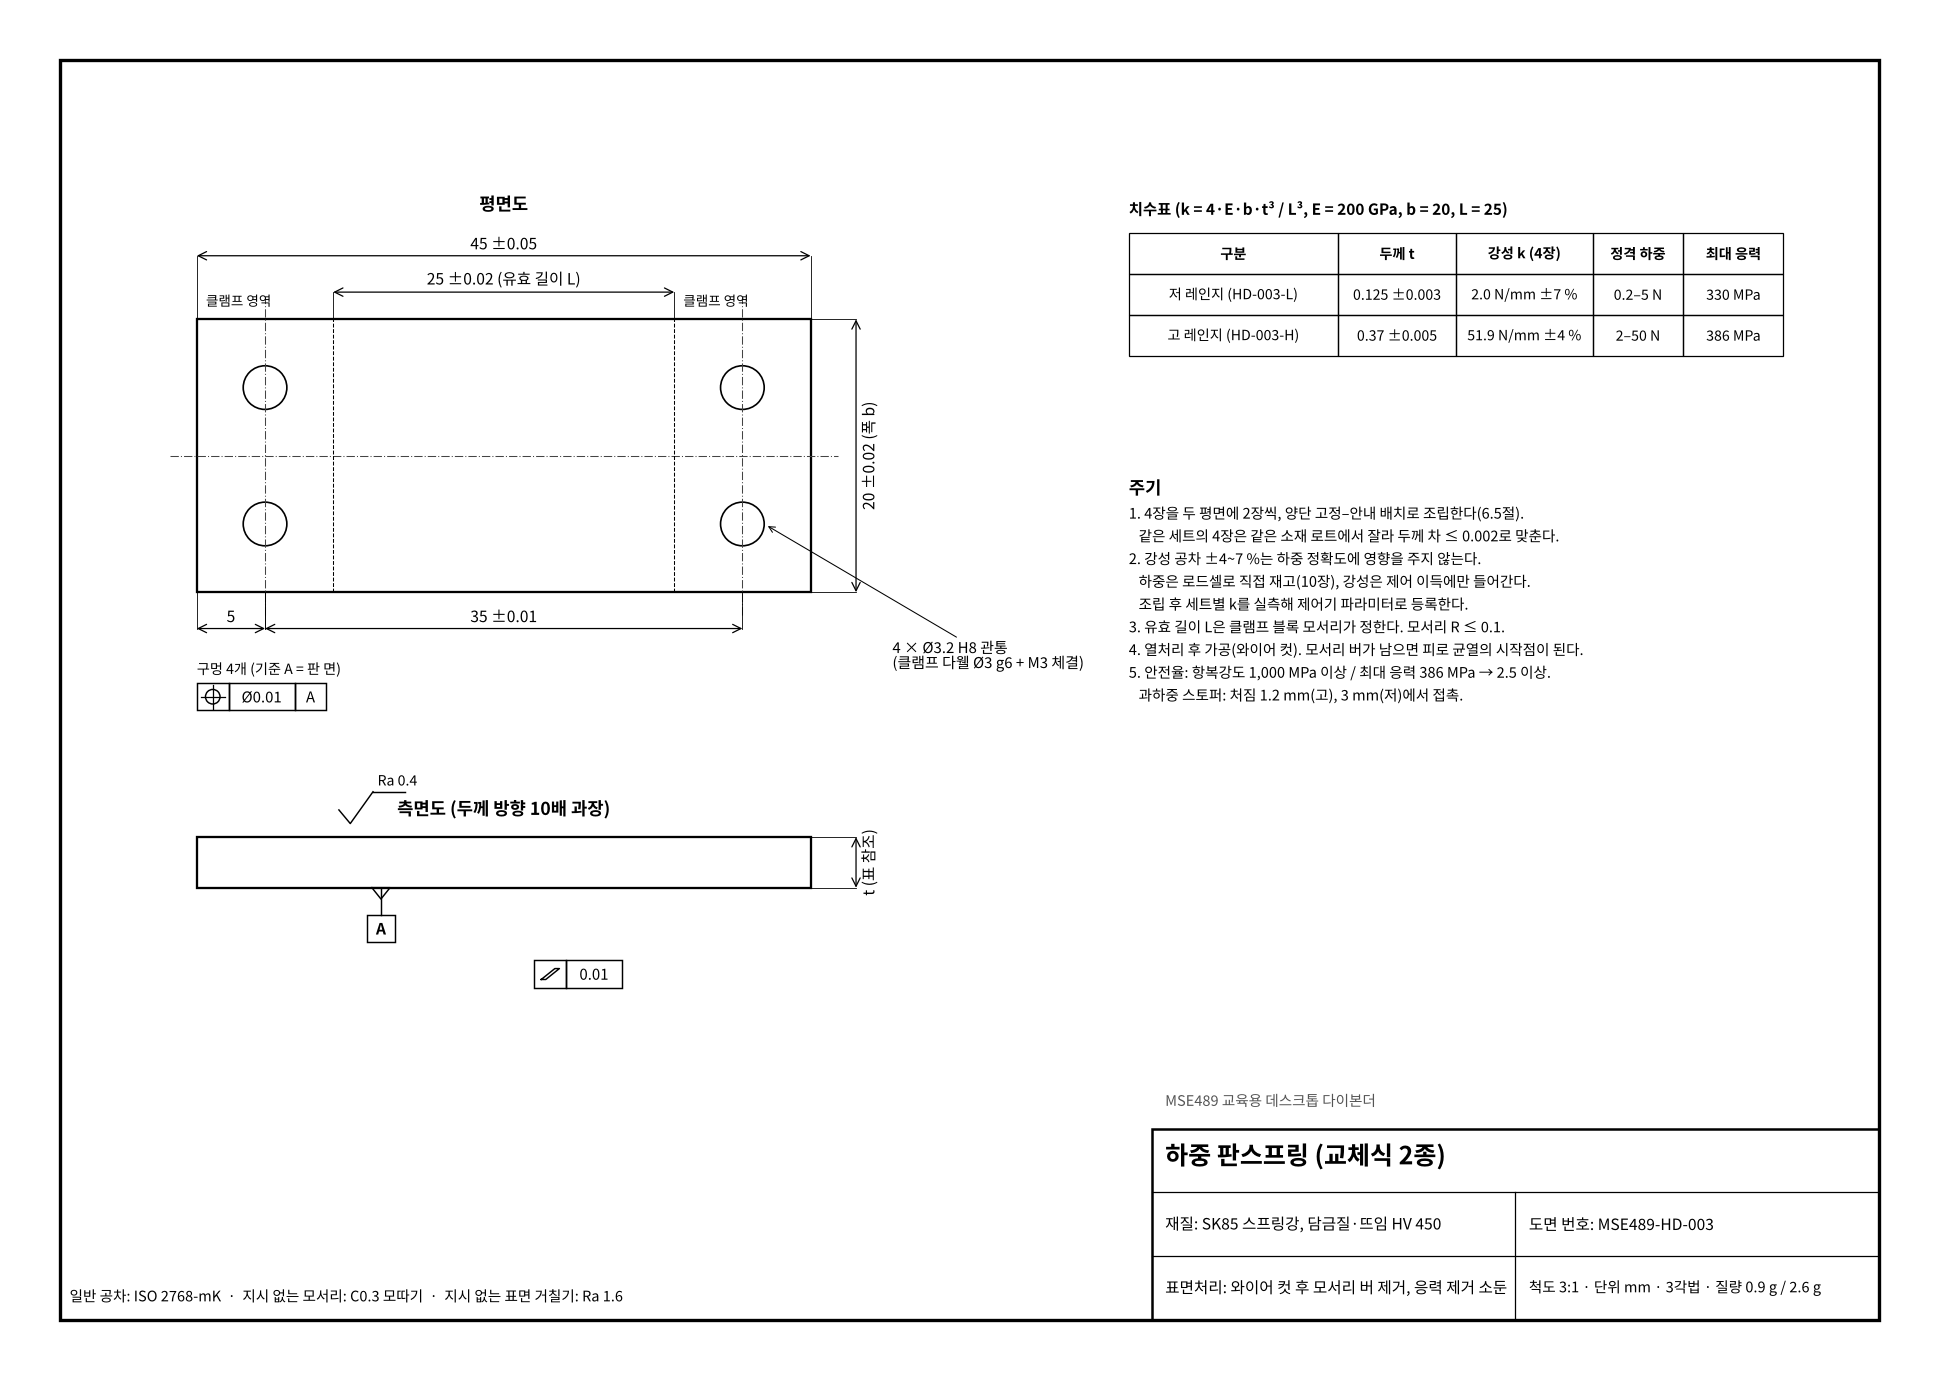 평면도
45 ±0.05
25 ±0.02 (유효 길이 L)
클램프 영역
클램프 영역
20 ±0.02 (폭 b)
5
35 ±0.01
4 × Ø3.2 H8 관통
(클램프 다웰 Ø3 g6 + M3 체결)
구멍 4개 (기준 A = 판 면)
Ø0.01 A
Ra 0.4
측면도 (두께 방향 10배 과장)
t (표 참조)
A
0.01
치수표 (k = 4·E·b·t³ / L³, E = 200 GPa, b = 20, L = 25)
구분 두께 t 강성 k (4장) 정격 하중 최대 응력
저 레인지 (HD-003-L) 0.125 ±0.003 2.0 N/mm ±7 % 0.2–5 N 330 MPa
고 레인지 (HD-003-H) 0.37 ±0.005 51.9 N/mm ±4 % 2–50 N 386 MPa
주기
1. 4장을 두 평면에 2장씩, 양단 고정–안내 배치로 조립한다(6.5절).
같은 세트의 4장은 같은 소재 로트에서 잘라 두께 차 ≤ 0.002로 맞춘다.
2. 강성 공차 ±4~7 %는 하중 정확도에 영향을 주지 않는다.
하중은 로드셀로 직접 재고(10장), 강성은 제어 이득에만 들어간다.
조립 후 세트별 k를 실측해 제어기 파라미터로 등록한다.
3. 유효 길이 L은 클램프 블록 모서리가 정한다. 모서리 R ≤ 0.1.
4. 열처리 후 가공(와이어 컷). 모서리 버가 남으면 피로 균열의 시작점이 된다.
5. 안전율: 항복강도 1,000 MPa 이상 / 최대 응력 386 MPa → 2.5 이상.
과하중 스토퍼: 처짐 1.2 mm(고), 3 mm(저)에서 접촉.
MSE489 교육용 데스크톱 다이본더
하중 판스프링 (교체식 2종)
재질: SK85 스프링강, 담금질·뜨임 HV 450
도면 번호: MSE489-HD-003
표면처리: 와이어 컷 후 모서리 버 제거, 응력 제거 소둔
척도 3:1 · 단위 mm · 3각법 · 질량 0.9 g / 2.6 g
일반 공차: ISO 2768-mK · 지시 없는 모서리: C0.3 모따기 · 지시 없는 표면 거칠기: Ra 1.6